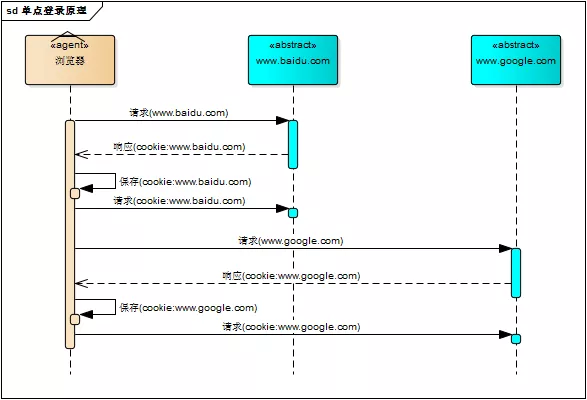 sd 单点登录原理
«agent»
浏览器
«abstract»
www.baidu.com
«abstract»
www.google.com
请求(www.baidu.com)
响应(cookie:www.baidu.com)
保存(cookie:www.baidu.com)
请求(cookie:www.baidu.com)
请求(www.google.com)
响应(cookie:www.google.com)
保存(cookie:www.google.com)
请求(cookie:www.google.com)